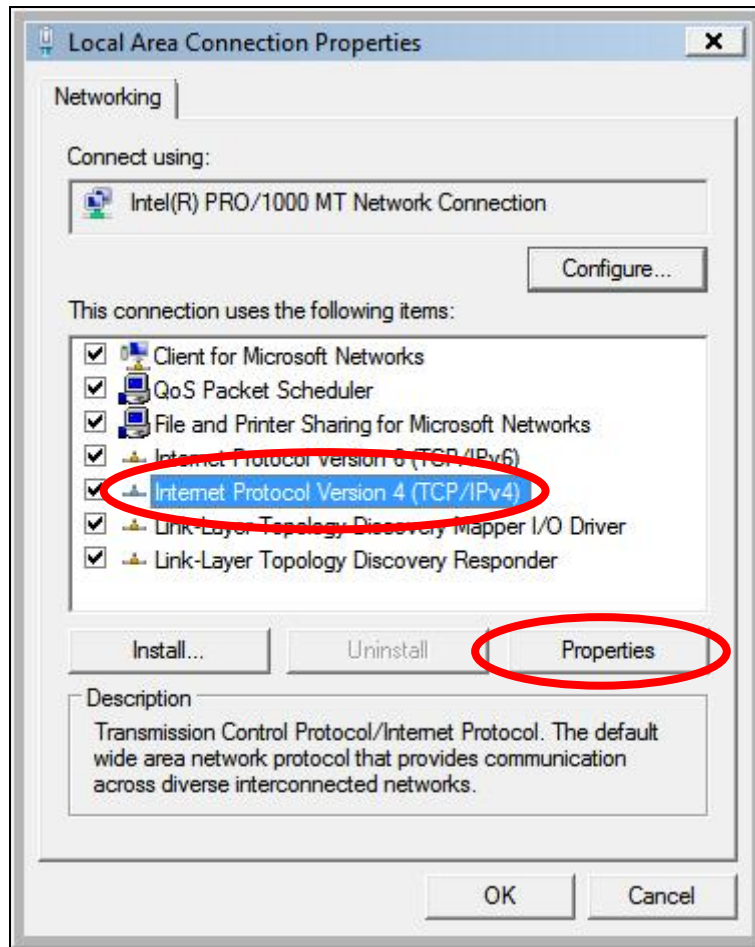 Local Area Connection Properties
Networking
Connect using:
Intel(R) PRO/1000 MT Network Connection
Configure...
This connection uses the following items:
Client for Microsoft Networks
QoS Packet Scheduler
File and Printer Sharing for Microsoft Networks
Internet Protocol Version 6 (TCP/IPv6)
Internet Protocol Version 4 (TCP/IPv4)
Link-Layer Topology Discovery Mapper I/O Driver
Link-Layer Topology Discovery Responder
Install... Uninstall Properties
Description
Transmission Control Protocol/Internet Protocol. The default
wide area network protocol that provides communication
across diverse interconnected networks.
OK Cancel